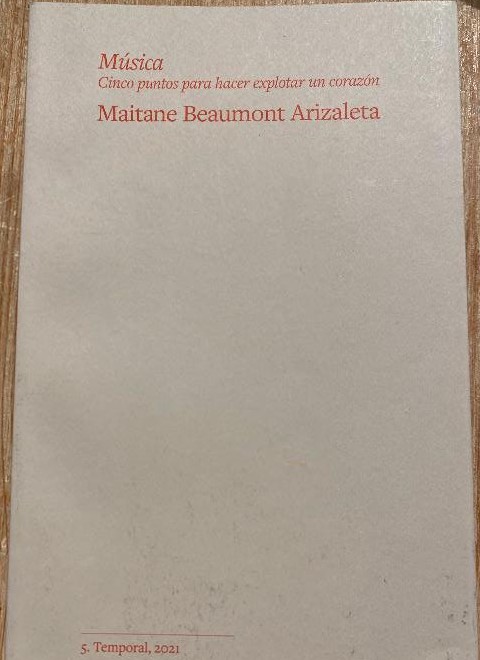 Música
Cinco puntos para hacer explotar un corazón
Maitane Beaumont Arizaleta
5. Temporal, 2021